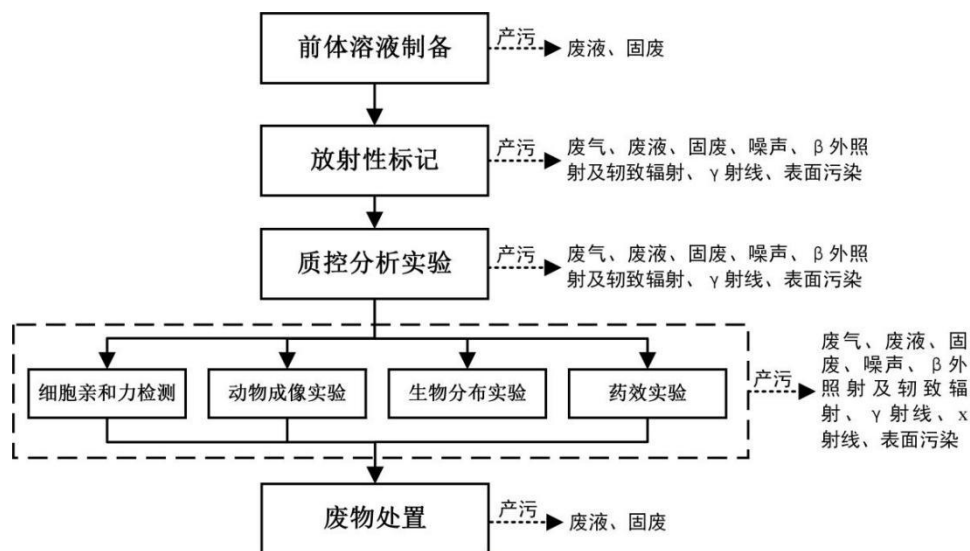 前体溶液制备
产污
废液、固废
放射性标记
产污
废气、废液、固废、噪声、β外照
射及轫致辐射、γ射线、表面污染
质控分析实验
产污
废气、废液、固废、噪声、β外照
射及轫致辐射、γ射线、表面污染
细胞亲和力检测
动物成像实验
生物分布实验
药效实验
产污
废气、废液、固
废、噪声、β外
照射及轫致辐
射、γ射线、x
射线、表面污染
废物处置
产污
废液、固废